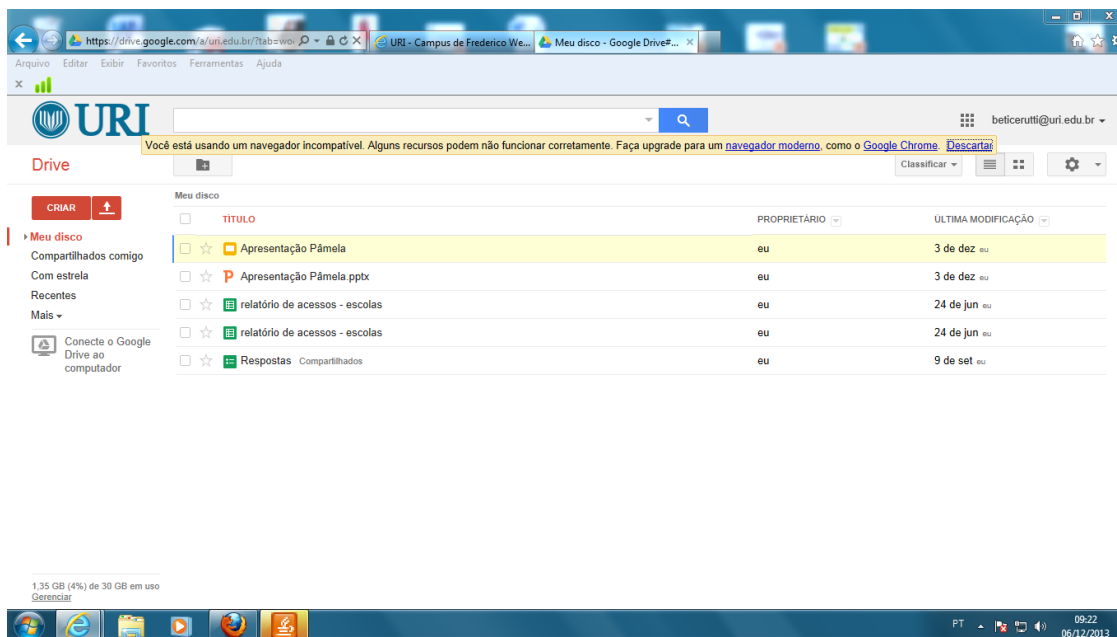 https://drive.google.com/a/uri.edu.br/?tab=wo
URI - Campus de Frederico We...
Meu disco - Google Drive#...
Arquivo Editar Exibir Favoritos Ferramentas Ajuda
URI
beticerutti@uri.edu.br
Você está usando um navegador incompatível. Alguns recursos podem não funcionar corretamente. Faça upgrade para um navegador moderno, como o Google Chrome. Descartar
Drive
Classificar
CRIAR
Meu disco
Compartilhados comigo
Com estrela
Recentes
Mais
Conecte o Google
Drive ao
computador
Meu disco
TÍTULO PROPRIETÁRIO ÚLTIMA MODIFICAÇÃO
Apresentação Pâmela eu 3 de dez eu
Apresentação Pâmela.pptx eu 3 de dez eu
relatório de acessos - escolas eu 24 de jun eu
relatório de acessos - escolas eu 24 de jun eu
Respostas Compartilhados eu 9 de set eu
1,35 GB (4%) de 30 GB em uso
Gerenciar
PT
09:22
06/12/2013